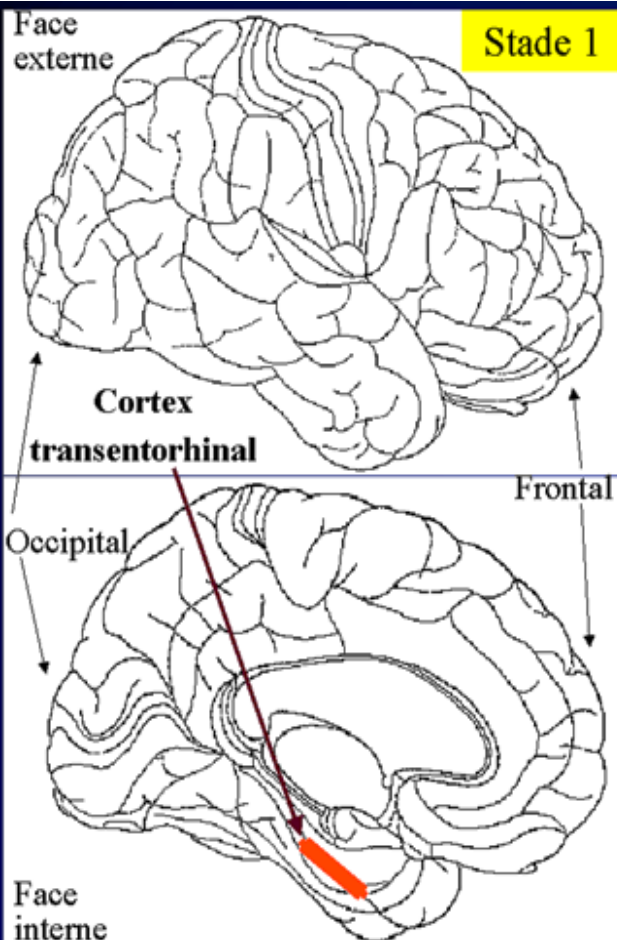 Face
externe
Stade 1
Cortex
transentorhinal
Frontal
Occipital
Face
interne